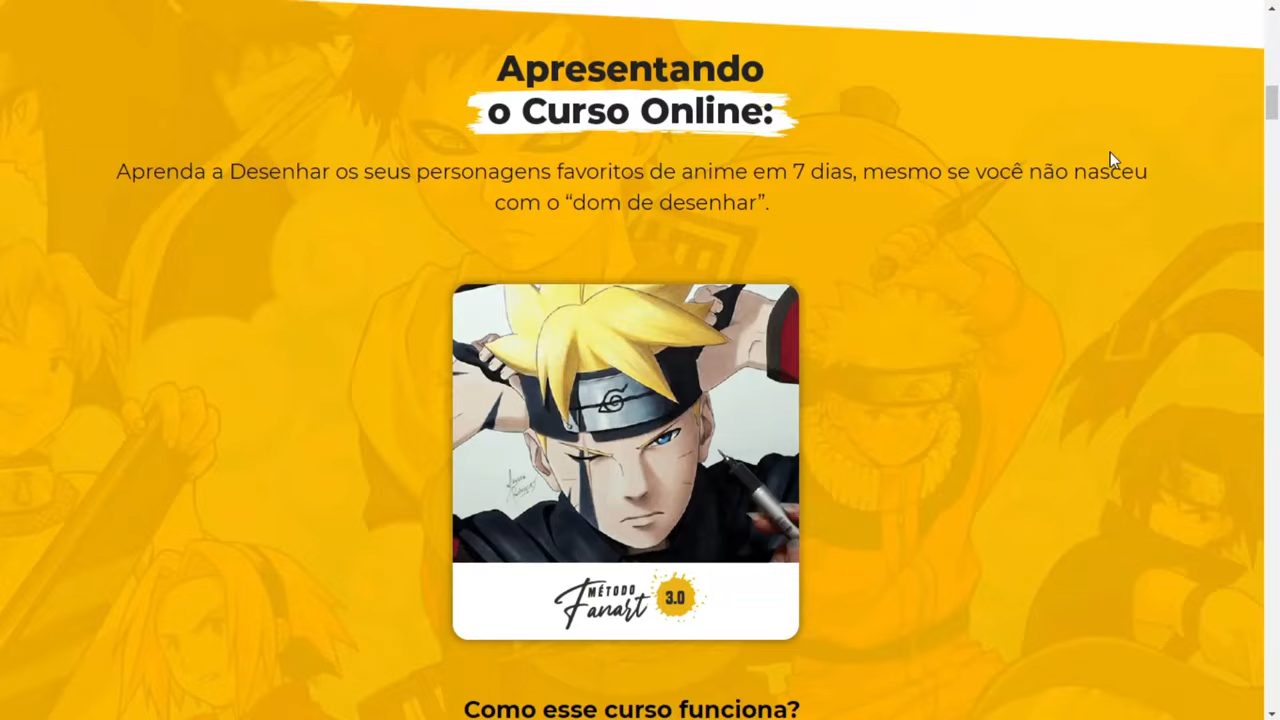 Apresentando
o Curso Online:
Aprenda a Desenhar os seus personagens favoritos de anime em 7 dias, mesmo se você não nasceu
com o “dom de desenhar”.
MÉTODO
Fanart 3.0
Como esse curso funciona?